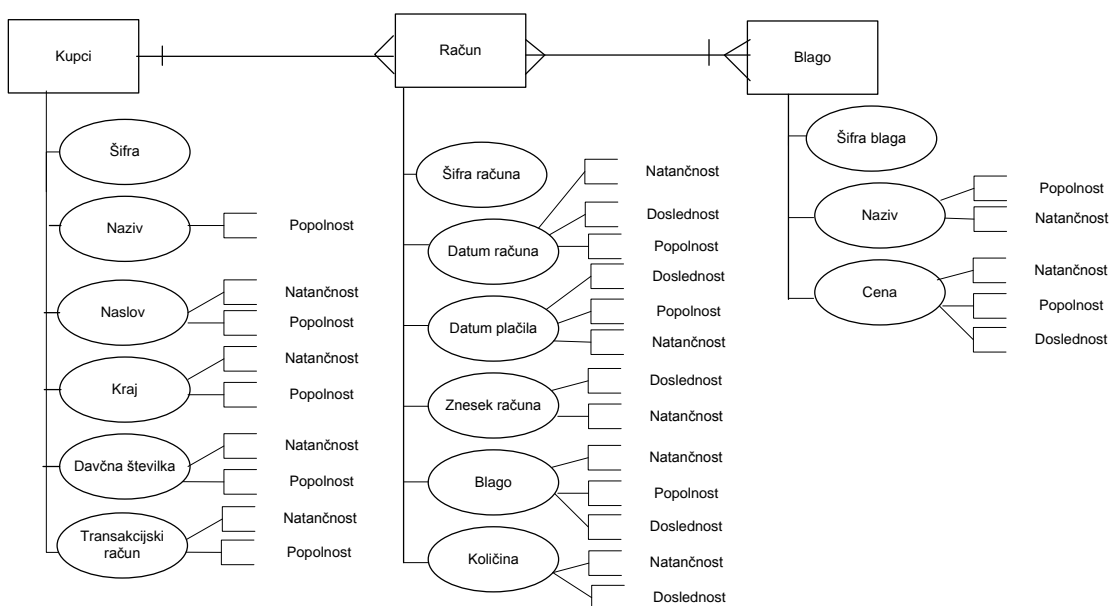 Kupci
Račun
Blago
Šifra
Naziv
Popolnost
Naslov
Natančnost
Popolnost
Kraj
Natančnost
Popolnost
Davčna številka
Natančnost
Popolnost
Transakcijski
račun
Natančnost
Popolnost
Šifra računa
Datum računa
Natančnost
Doslednost
Popolnost
Datum plačila
Doslednost
Popolnost
Natančnost
Znesek računa
Doslednost
Natančnost
Blago
Natančnost
Popolnost
Doslednost
Količina
Natančnost
Doslednost
Šifra blaga
Naziv
Popolnost
Natančnost
Cena
Natančnost
Popolnost
Doslednost